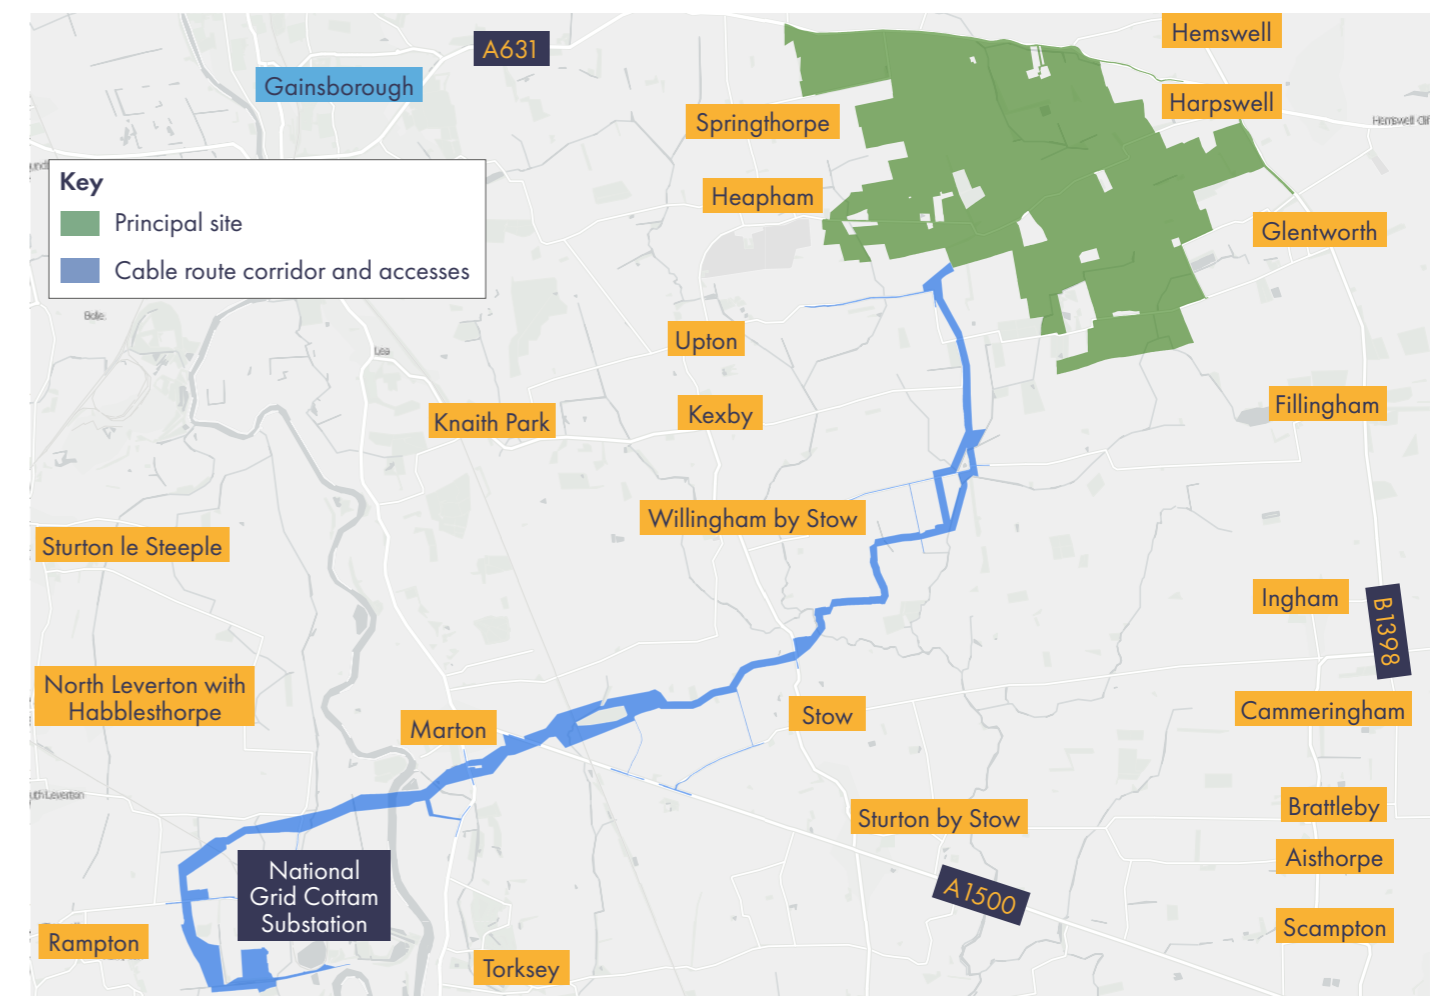 Hemswell
A631
Gainsborough
Harpswell
Springthorpe
Key
Principal site
Cable route corridor and accesses
Heapham
Glentworth
Lea
Upton
Knaith Park
Kexby
Fillingham
Willingham by Stow
Sturton le Steeple
Ingham
B1398
North Leverton with
Habblesthorpe
Marton
Stow
Cammeringham
Sturton by Stow
Brattleby
Aisthorpe
National
Grid Cottam
Substation
A1500
Rampton
Torksey
Scampton